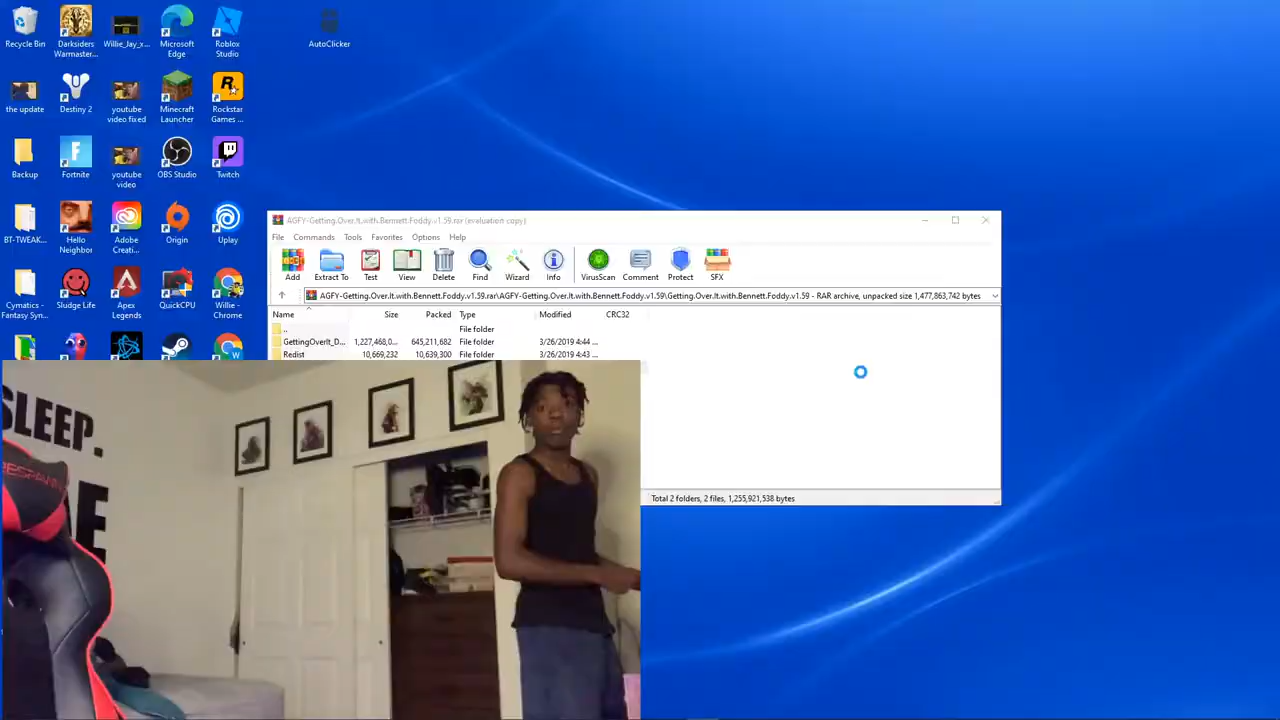 Recycle Bin
Darksiders Warmaster...
Willie_Jay_x...
Microsoft Edge
Roblox Studio
AutoClicker
the update
Destiny 2
youtube video fixed
Minecraft Launcher
Rockstar Games ...
Backup
Fortnite
youtube video
OBS Studio
Twitch
BT-TWEAK...
Hello Neighbor
Adobe Creati...
Origin
Uplay
Cymatics - Fantasy Syn...
Sludge Life
Apex Legends
QuickCPU
Willie - Chrome
AGFY-Getting.Over.It.with.Bennett.Foddy.v1.59.rar (evaluation copy)
File Commands Tools Favorites Options Help
Add Extract To Test View Delete Find Wizard Info VirusScan Comment Protect SFX
AGFY-Getting.Over.It.with.Bennett.Foddy.v1.59.rar\AGFY-Getting.Over.It.with.Bennett.Foddy.v1.59\Getting.Over.It.with.Bennett.Foddy.v1.59 - RAR archive, unpacked size 1,477,863,742 bytes
Name Size Packed Type Modified CRC32
.. File folder
GettingOverIt_D... 1,227,468,0... 645,211,682 File folder 3/26/2019 4:44 ...
Redist 10,669,232 10,639,300 File folder 3/26/2019 4:43 ...
Total 2 folders, 2 files, 1,255,921,538 bytes
SLEEP.